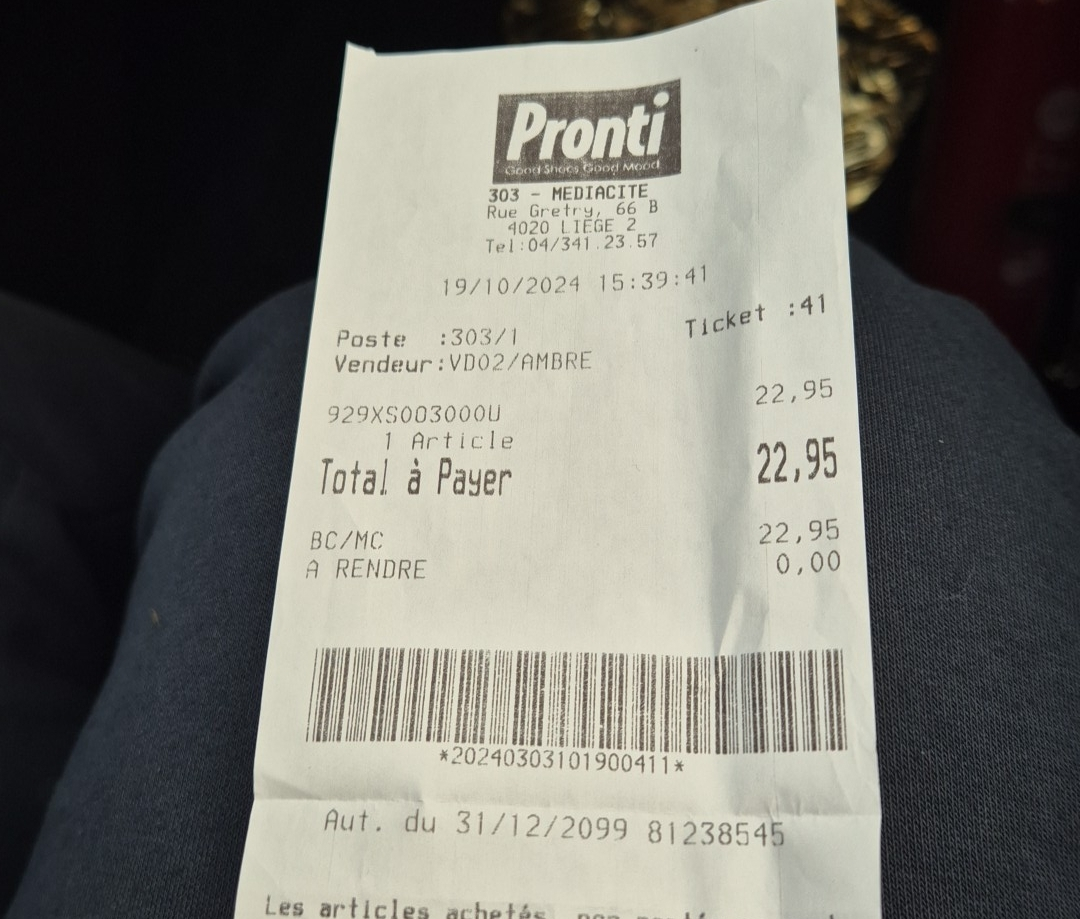 Pronti
Good Shoes Good Mood
303 - MEDIACITE
Rue Gretry, 66 B
4020 LIEGE 2
Tel:04/341.23.57
19/10/2024 15:39:41
Ticket :41
Poste :303/1
Vendeur:VD02/AMBRE
929XS003000U 22,95
1 Article
Total à Payer 22,95
BC/MC 22,95
A RENDRE 0,00
*20240303101900411*
Aut. du 31/12/2099 81238545
Les articles achetés, non